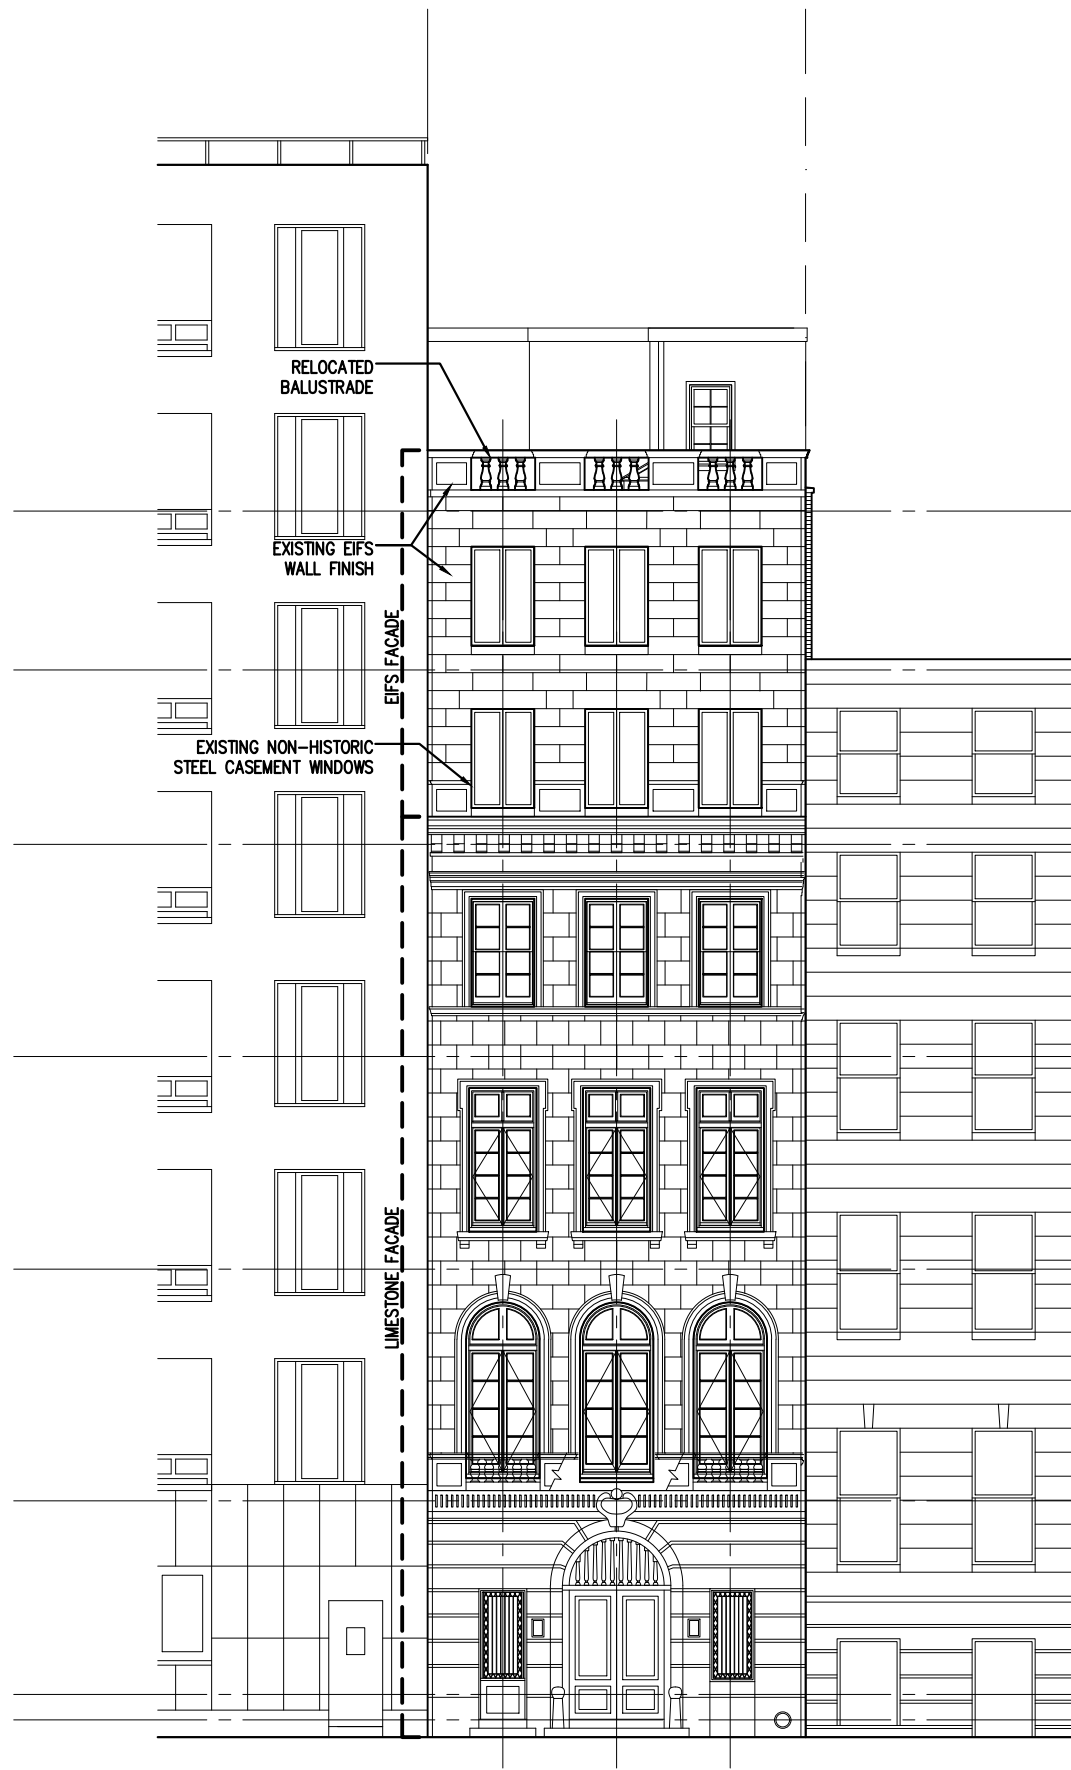 RELOCATED
BALUSTRADE
EXISTING EIFS
WALL FINISH
EIFS FACADE
EXISTING NON-HISTORIC
STEEL CASEMENT WINDOWS
LIMESTONE FACADE